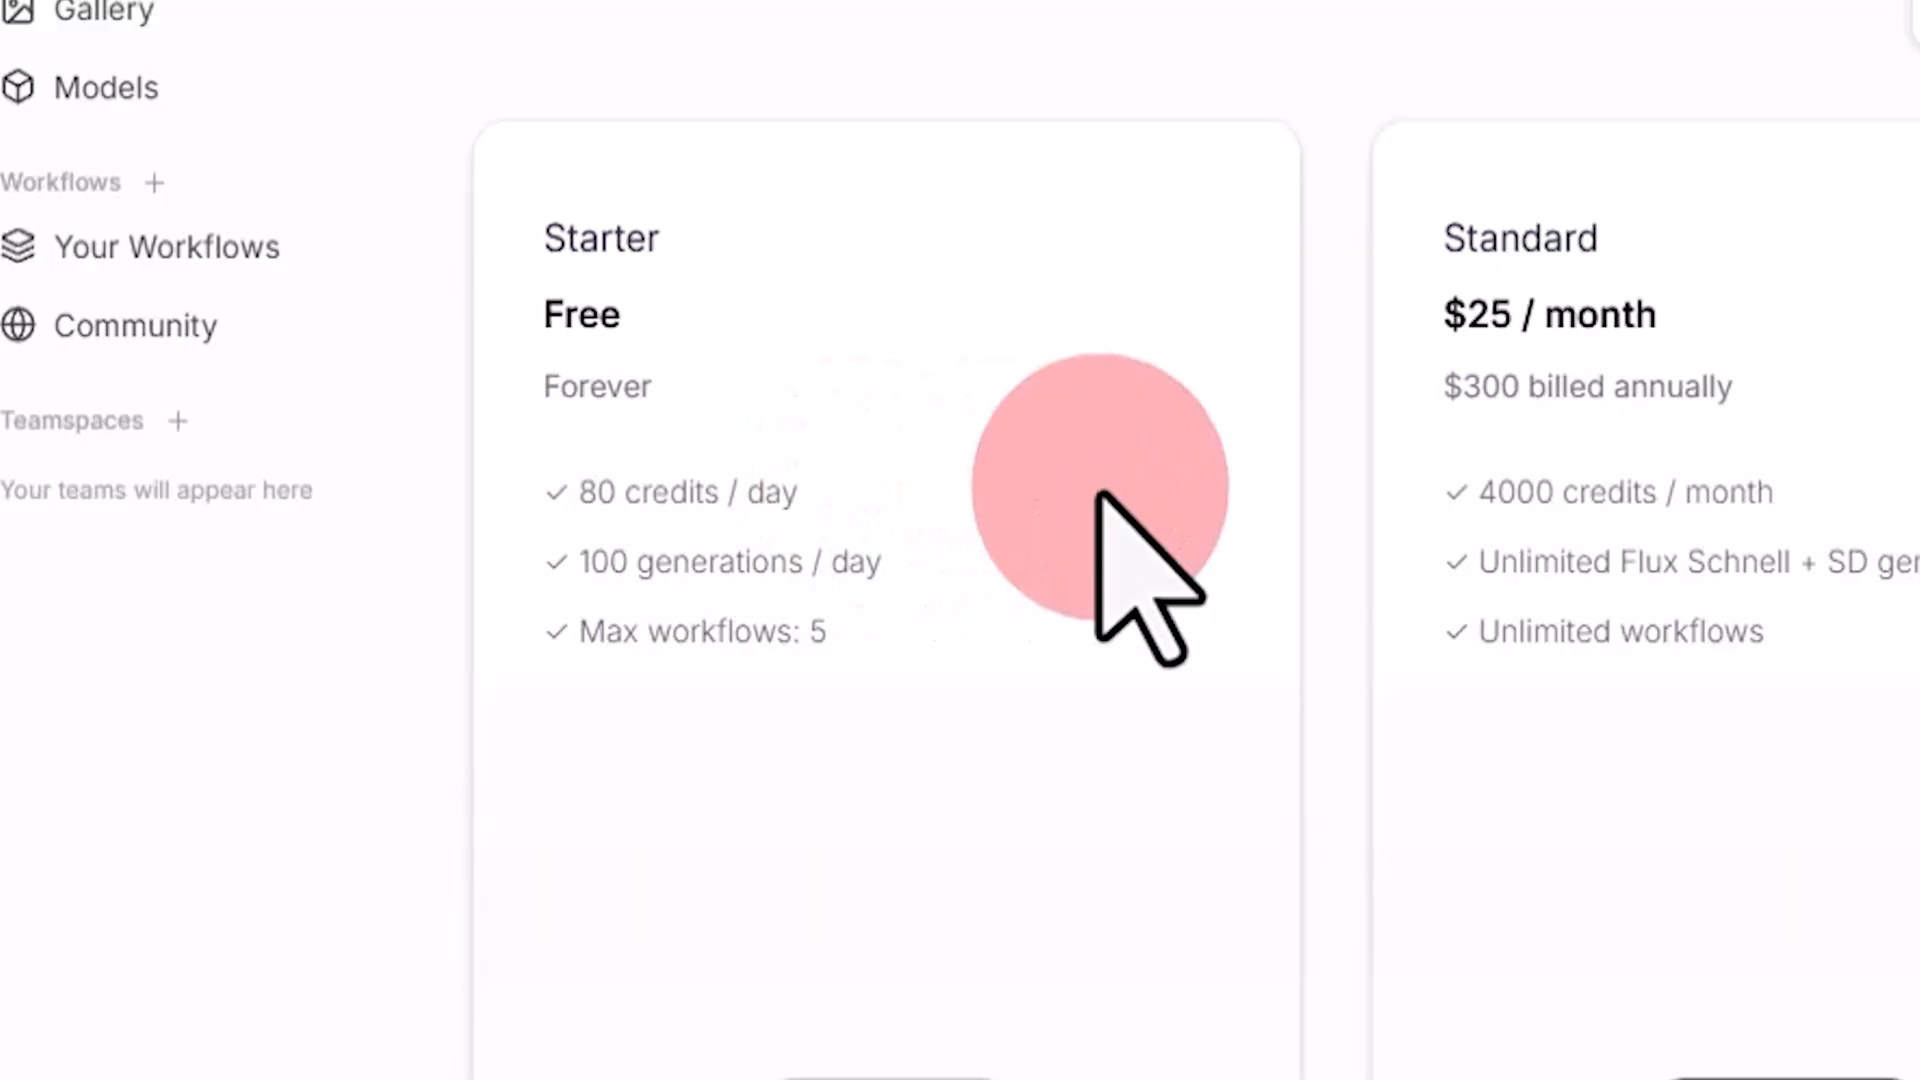 Gallery
Models
Workflows +
Your Workflows
Community
Teamspaces +
Your teams will appear here
Starter
Free
Forever
80 credits / day
100 generations / day
Max workflows: 5
Standard
$25 / month
$300 billed annually
4000 credits / month
Unlimited Flux Schnell + SD
Unlimited workflows